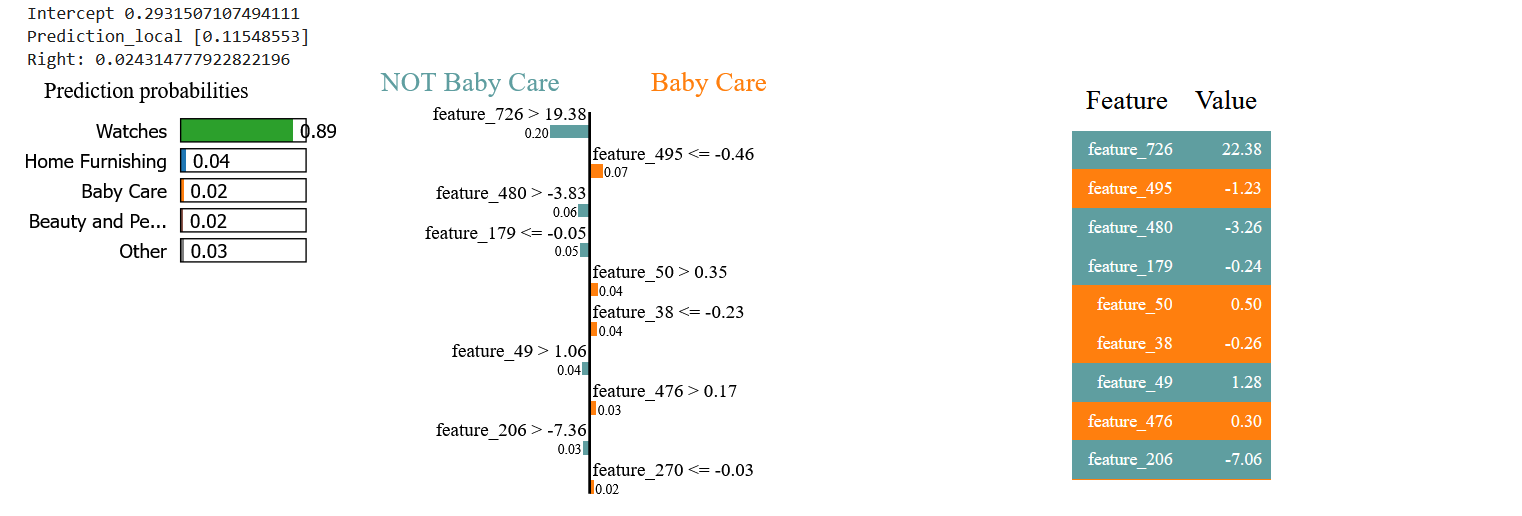 Intercept 0.2931507107494111
Prediction_local [0.11548553]
Right: 0.024314777922822196
Prediction probabilities
Watches 0.89
Home Furnishing 0.04
Baby Care 0.02
Beauty and Pe... 0.02
Other 0.03
NOT Baby Care Baby Care
feature_726 > 19.38
0.20
feature_495 <= -0.46
0.07
feature_480 > -3.83
0.06
feature_179 <= -0.05
0.05
feature_50 > 0.35
0.04
feature_38 <= -0.23
0.04
feature_49 > 1.06
0.04
feature_476 > 0.17
0.03
feature_206 > -7.36
0.03
feature_270 <= -0.03
0.02
Feature Value
feature_726 22.38
feature_495 -1.23
feature_480 -3.26
feature_179 -0.24
feature_50 0.50
feature_38 -0.26
feature_49 1.28
feature_476 0.30
feature_206 -7.06